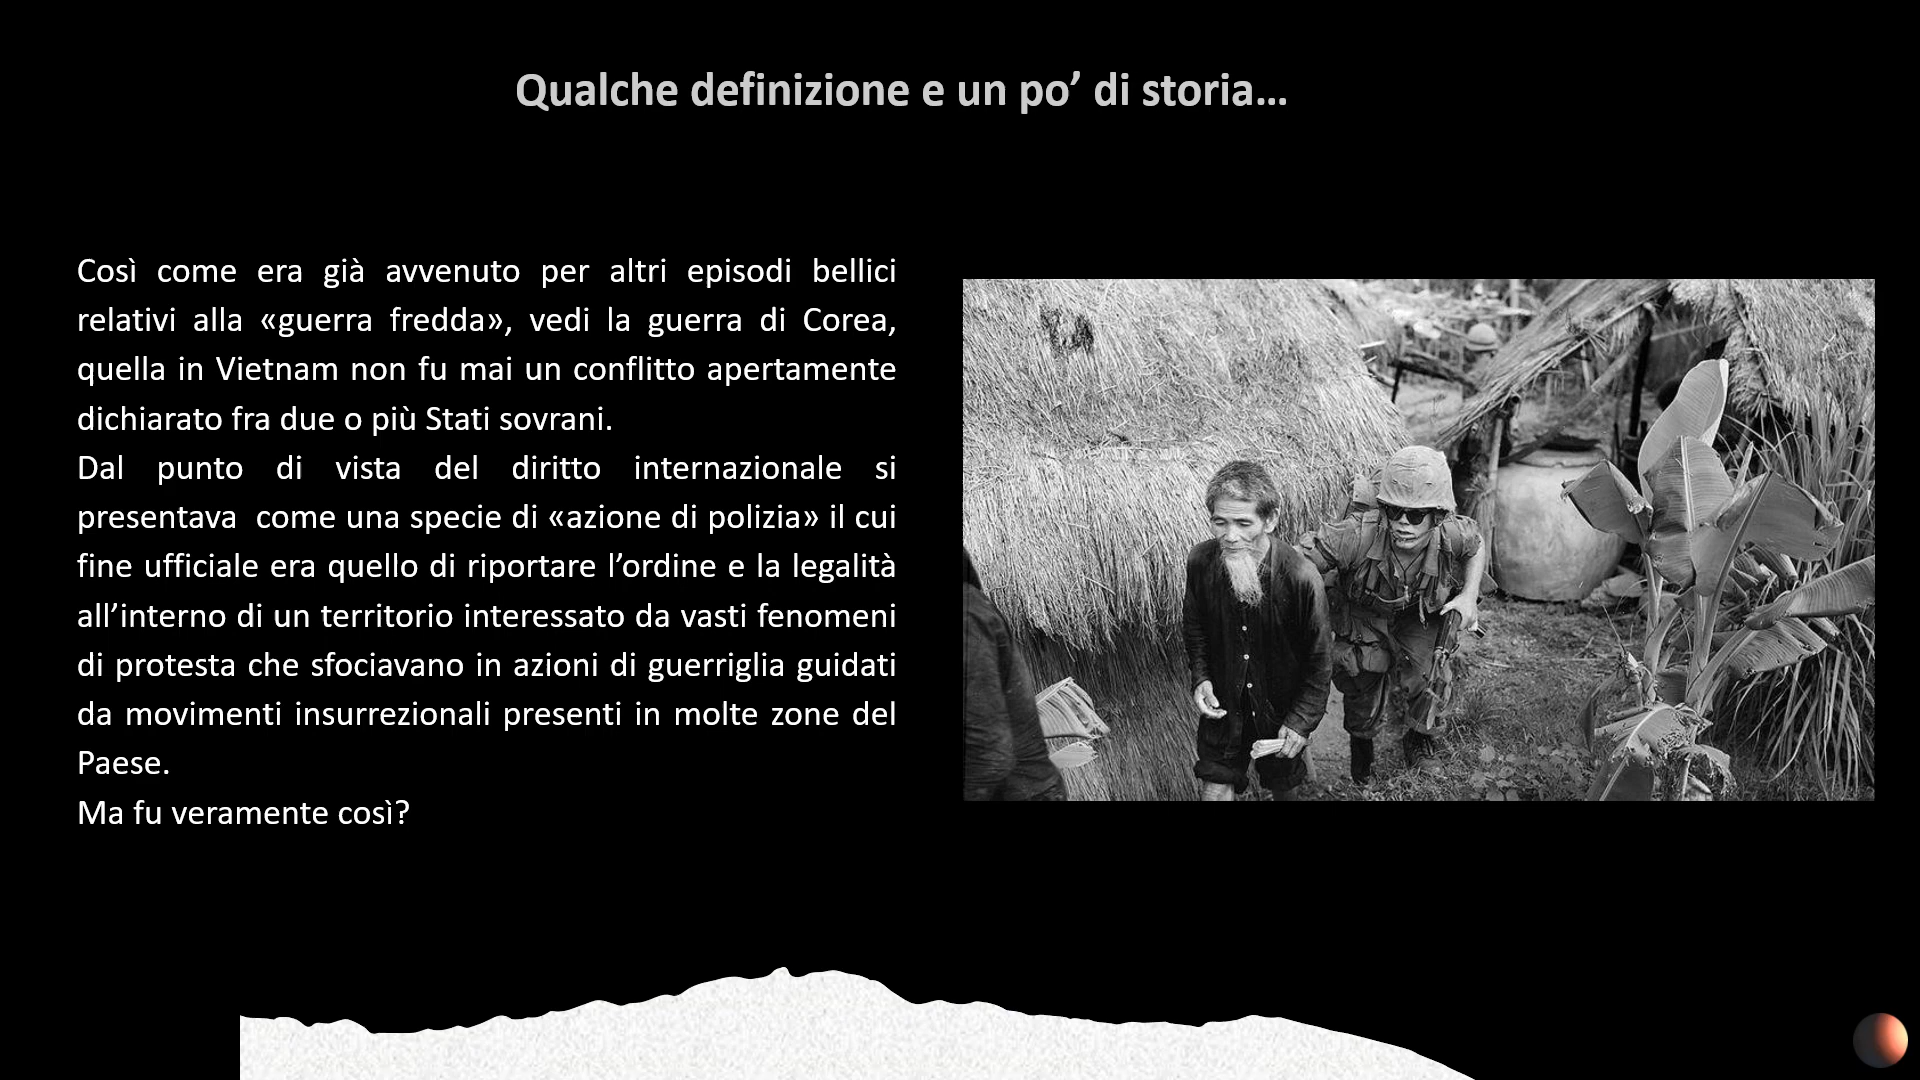 Qualche definizione e un po’ di storia…
Così come era già avvenuto per altri episodi bellici
relativi alla «guerra fredda», vedi la guerra di Corea,
quella in Vietnam non fu mai un conflitto apertamente
dichiarato fra due o più Stati sovrani.
Dal punto di vista del diritto internazionale si
presentava  come una specie di «azione di polizia» il cui
fine ufficiale era quello di riportare l’ordine e la legalità
all’interno di un territorio interessato da vasti fenomeni
di protesta che sfociavano in azioni di guerriglia guidati
da movimenti insurrezionali presenti in molte zone del
Paese.
Ma fu veramente così?